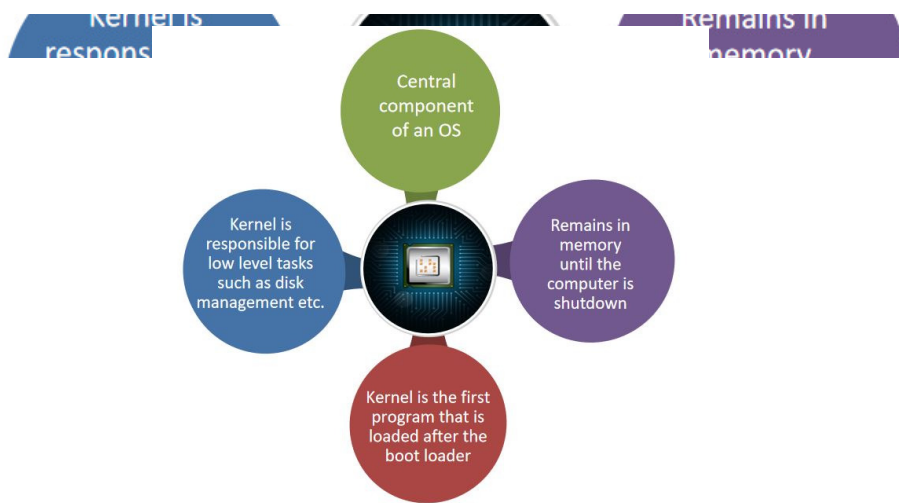 Kernel is
respons
Remains in
memory
Central
component
of an OS
Kernel is
responsible for
low level tasks
such as disk
management etc.
Remains in
memory
until the
computer is
shutdown
Kernel is the first
program that is
loaded after the
boot loader